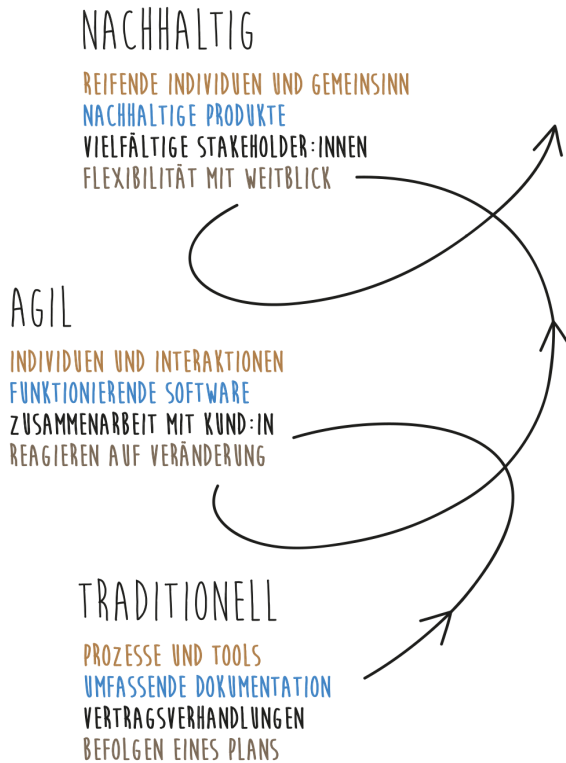 NACHHALTIG
REIFENDE INDIVIDUEN UND GEMEINSINN
NACHHALTIGE PRODUKTE
VIELFÄLTIGE STAKEHOLDER:INNEN
FLEXIBILITÄT MIT WEITBLICK
AGIL
INDIVIDUEN UND INTERAKTIONEN
FUNKTIONIERENDE SOFTWARE
ZUSAMMENARBEIT MIT KUND:IN
REAGIEREN AUF VERÄNDERUNG
TRADITIONELL
PROZESSE UND TOOLS
UMFASSENDE DOKUMENTATION
VERTRAGSVERHANDLUNGEN
BEFOLGEN EINES PLANS